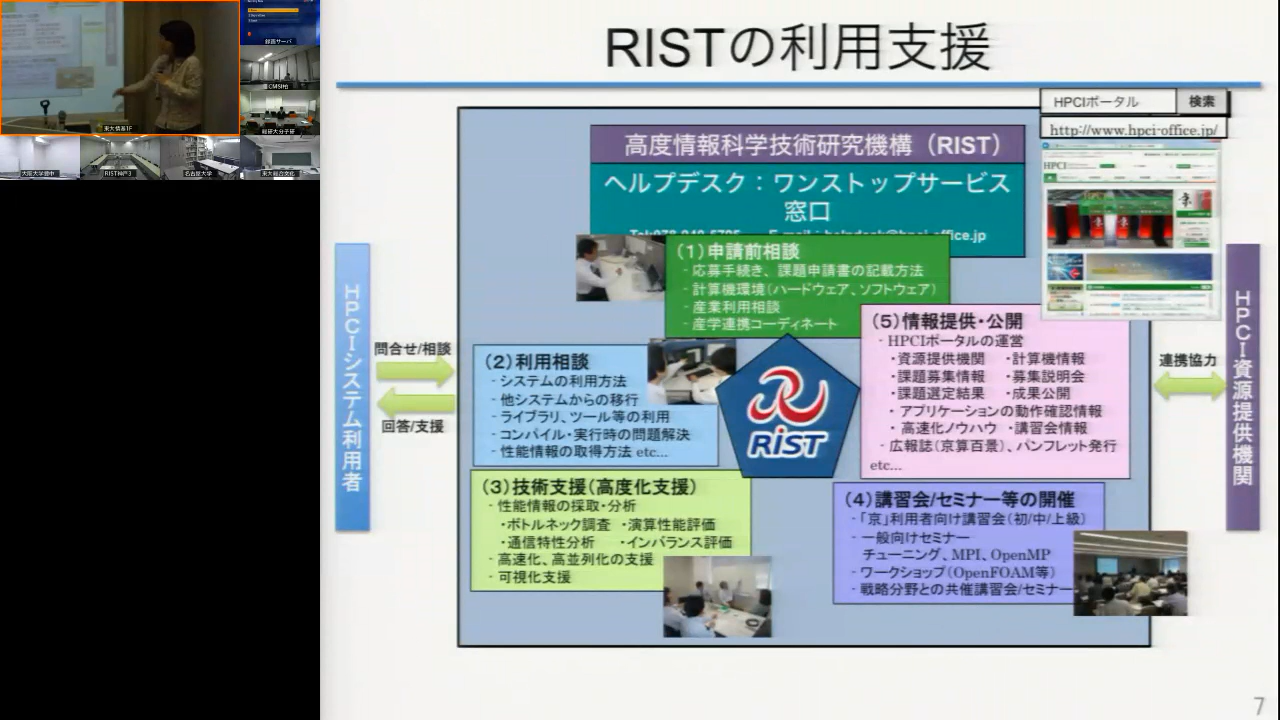 RISTの利用支援
HPCIポータル 検索
http://www.hpci-office.jp/
HPCI
高度情報科学技術研究機構（RIST）
ヘルプデスク：ワンストップサービス
窓口
（1）申請前相談
- 応募手続き、課題申請書の記載方法
- 計算機環境（ハードウェア、ソフトウェア）
- 産業利用相談
- 産学連携コーディネート
（2）利用相談
- システムの利用方法
- 他システムからの移行
- ライブラリ、ツール等の利用
- コンパイル・実行時の問題解決
- 性能情報の取得方法 etc...
（3）技術支援（高度化支援）
- 性能情報の採取・分析
・ボトルネック調査 ・演算性能評価
・通信特性分析 ・インバランス評価
- 高速化、高並列化の支援
- 可視化支援
（5）情報提供・公開
- HPCIポータルの運営
・資源提供機関 ・計算機情報
・課題募集情報 ・募集説明会
・課題選定結果 ・成果公開
・ アプリケーションの動作確認情報
・ 高速化ノウハウ ・講習会情報
- 広報誌（京算百景）、パンフレット発行
etc...
（4）講習会/セミナー等の開催
- 「京」利用者向け講習会（初/中/上級）
- 一般向けセミナー
チューニング、MPI、OpenMP
- ワークショップ（OpenFOAM等）
- 戦略分野との共催講習会/セミナー
RIST
HPCIシステム利用者
問合せ/相談
回答/支援
連携協力
HPCI資源提供機関
7
名古屋大学